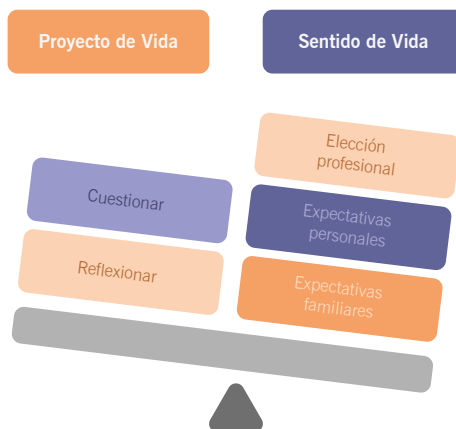 Proyecto de Vida
Sentido de Vida
Elección
profesional
Cuestionar
Expectativas
personales
Reflexionar
Expectativas
familiares